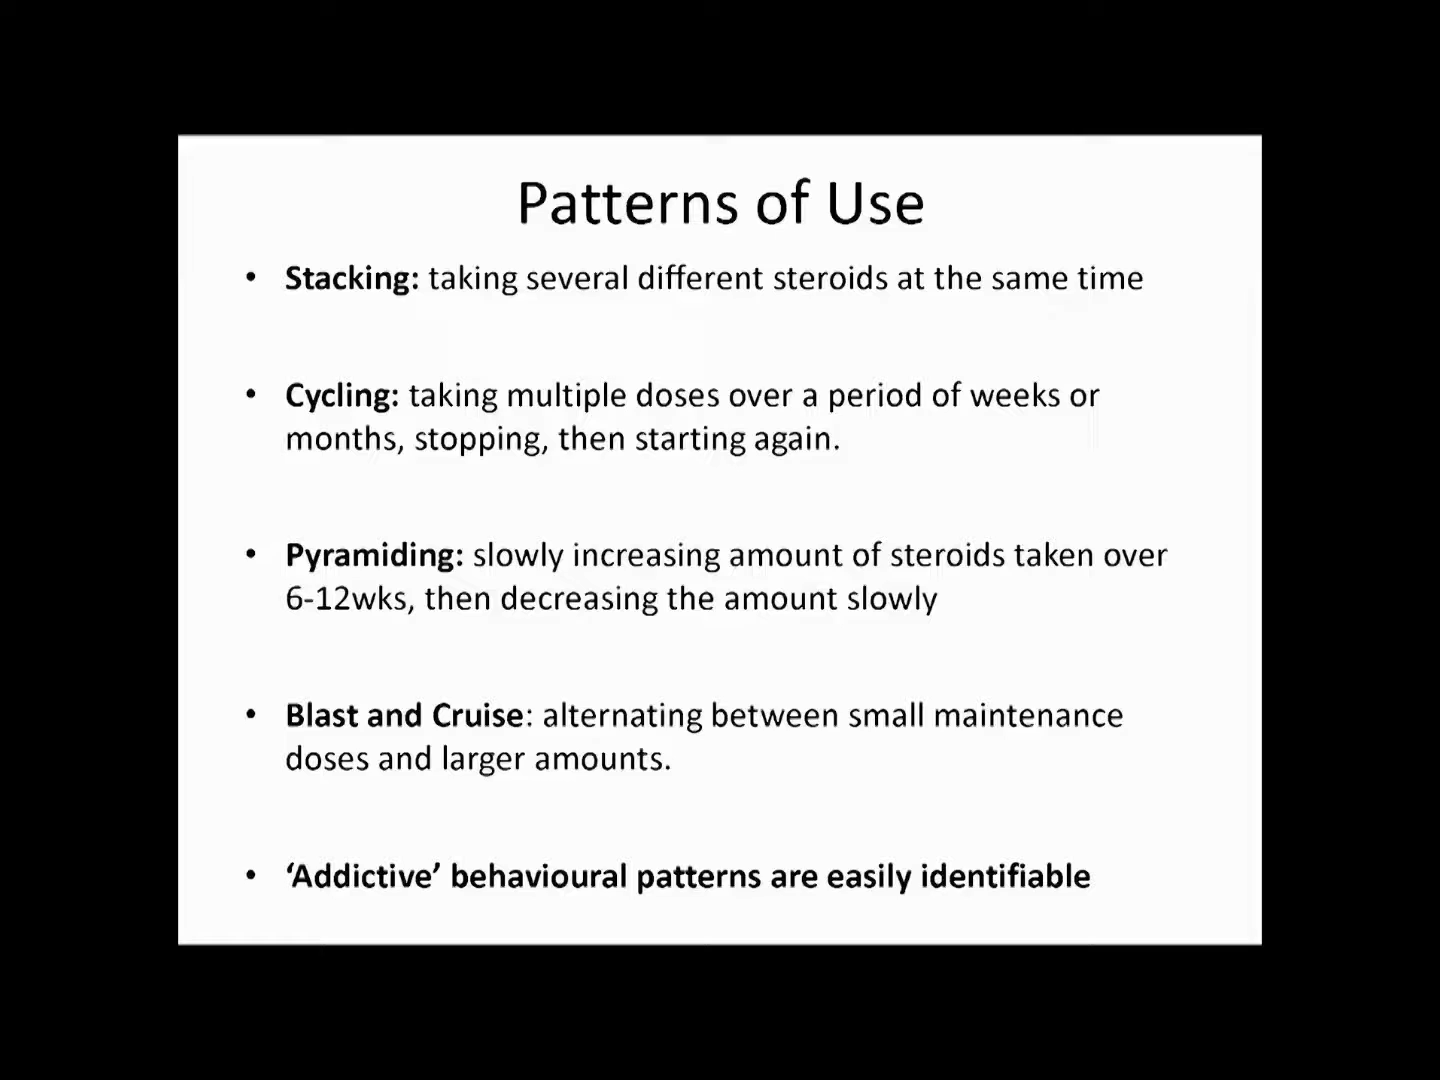 Patterns of Use
• Stacking: taking several different steroids at the same time
• Cycling: taking multiple doses over a period of weeks or
months, stopping, then starting again.
• Pyramiding: slowly increasing amount of steroids taken over
6-12wks, then decreasing the amount slowly
• Blast and Cruise: alternating between small maintenance
doses and larger amounts.
• ‘Addictive’ behavioural patterns are easily identifiable